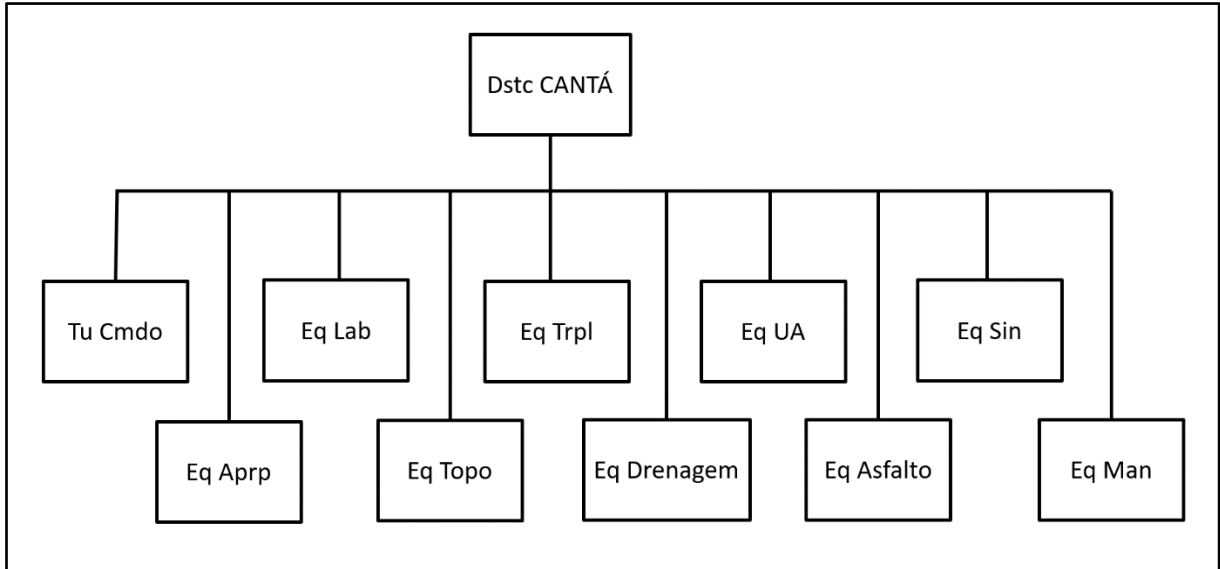 Dstc CANTÁ
Tu Cmdo
Eq Lab
Eq Trpl
Eq UA
Eq Sin
Eq Aprp
Eq Topo
Eq Drenagem
Eq Asfalto
Eq Man